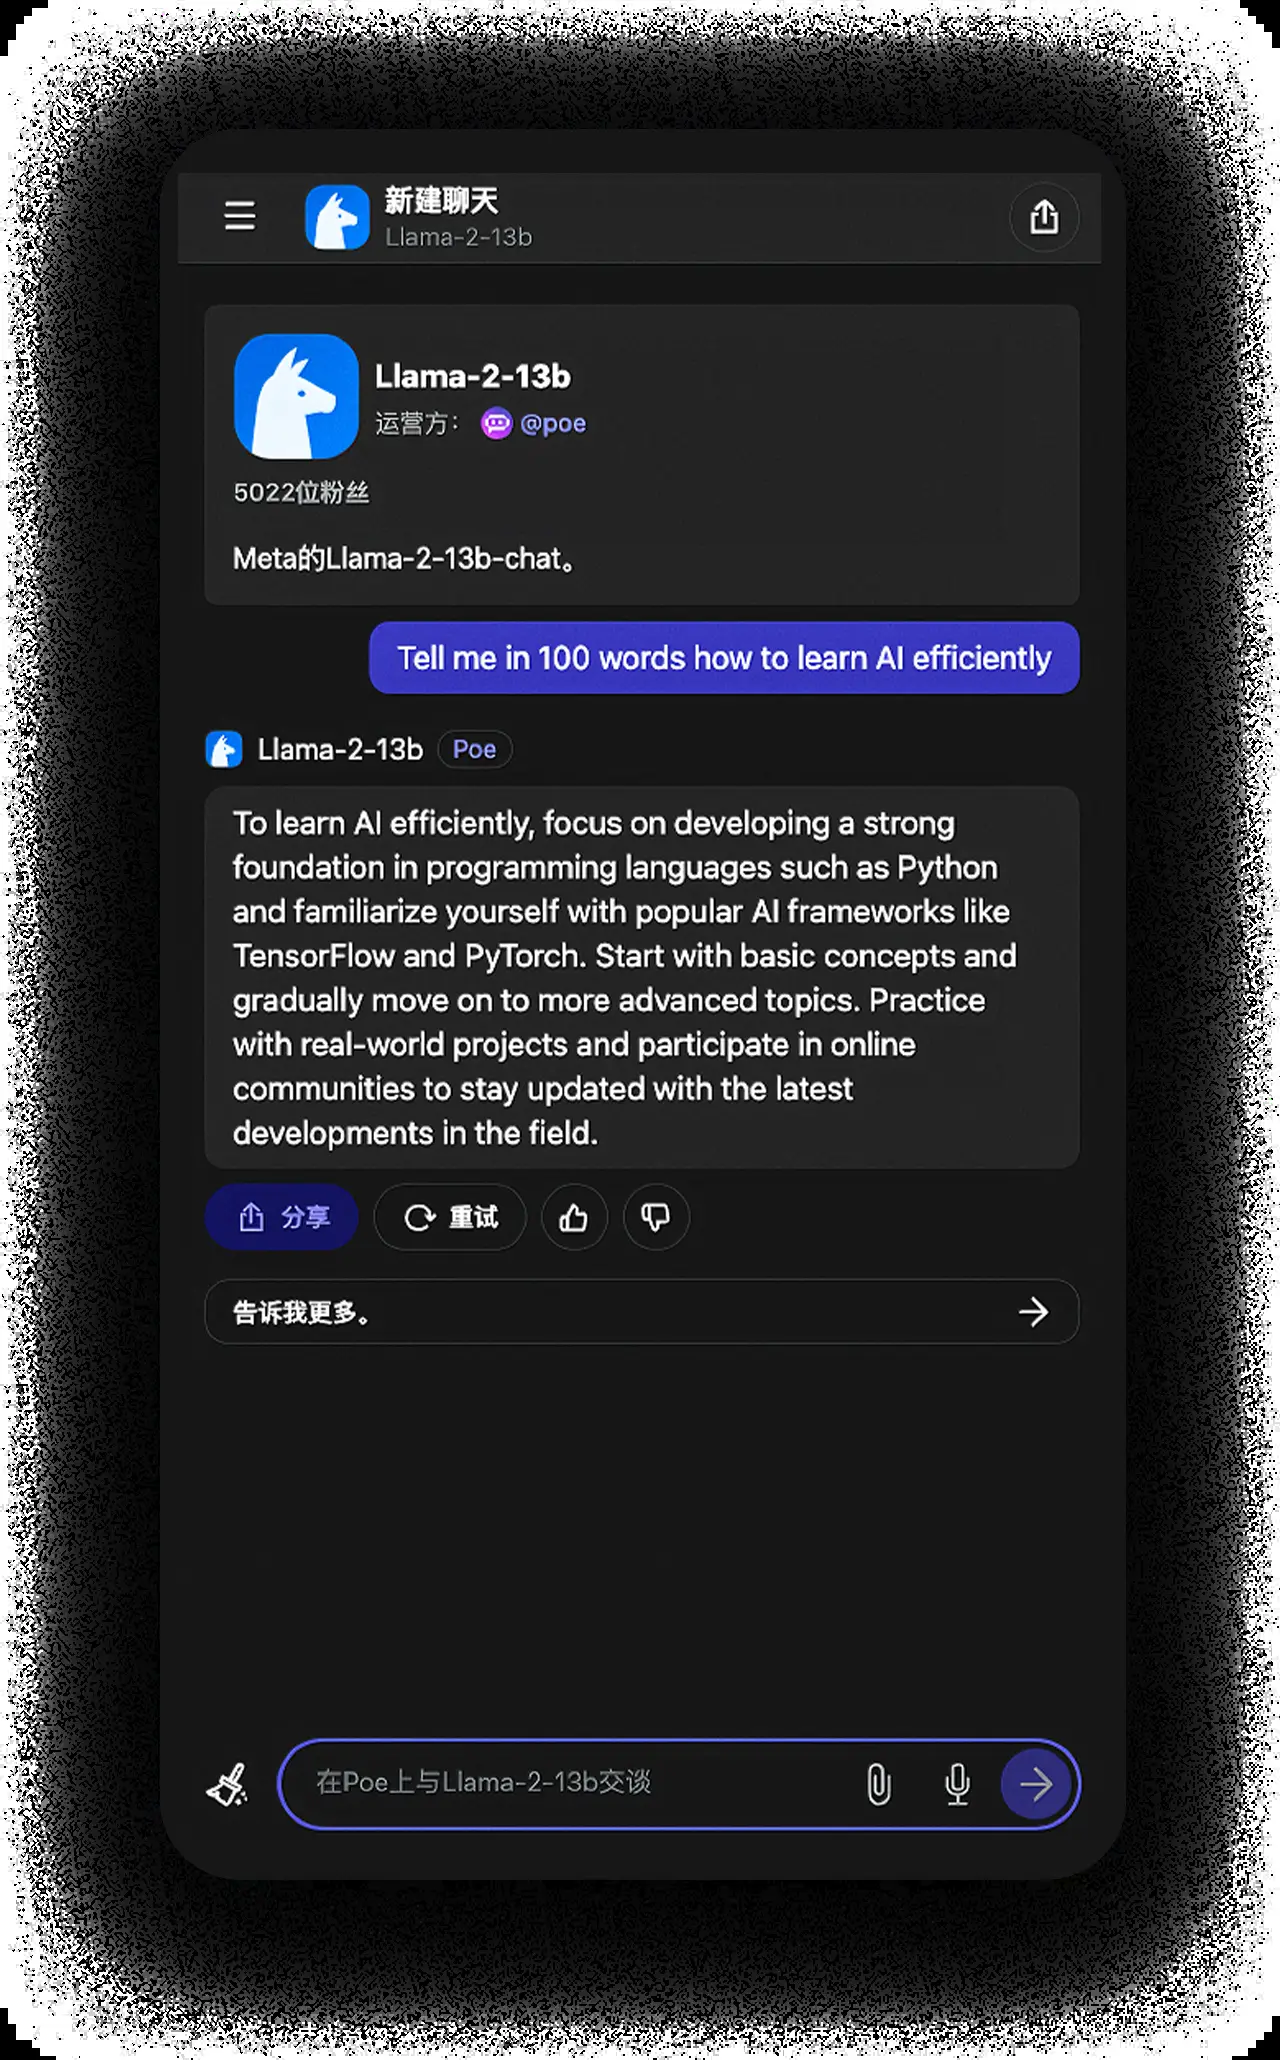 新建聊天
Llama-2-13b
Llama-2-13b
运营方： @poe
5022位粉丝
Meta的Llama-2-13b-chat。
Tell me in 100 words how to learn AI efficiently
Llama-2-13b Poe
To learn AI efficiently, focus on developing a strong
foundation in programming languages such as Python
and familiarize yourself with popular AI frameworks like
TensorFlow and PyTorch. Start with basic concepts and
gradually move on to more advanced topics. Practice
with real-world projects and participate in online
communities to stay updated with the latest
developments in the field.
分享 重试
告诉我更多。
在Poe上与Llama-2-13b交谈